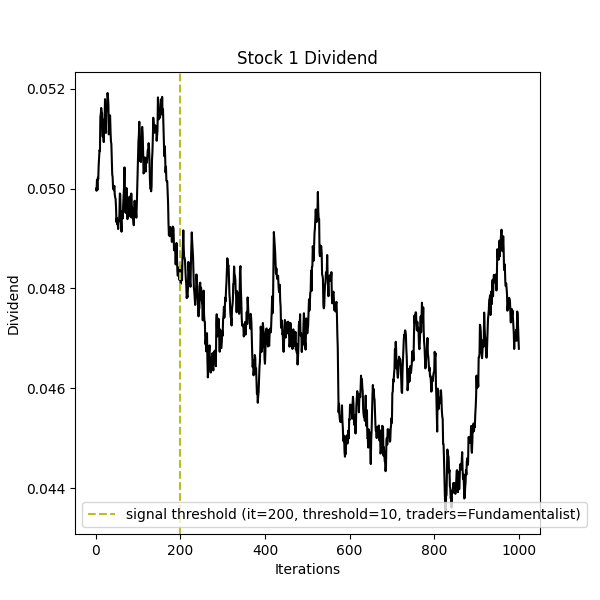 Stock 1 Dividend
0.052
0.050
0.048
0.046
0.044
Dividend
signal threshold (it=200, threshold=10, traders=Fundamentalist)
0 200 400 600 800 1000
Iterations